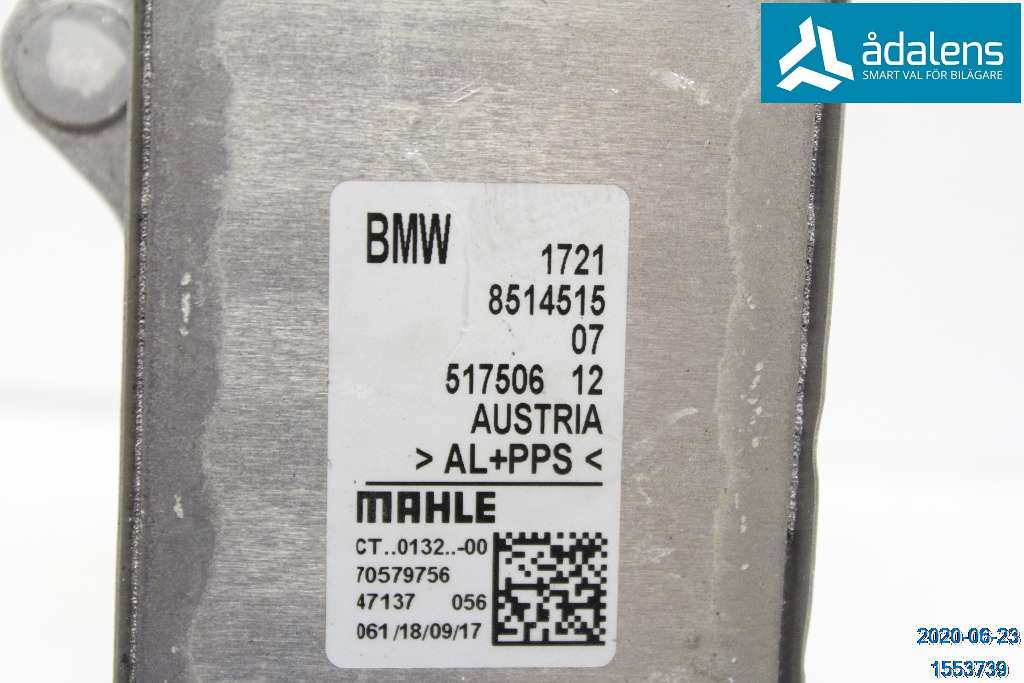 ådalens
SMART VAL FÖR BILÄGARE
BMW 1721
8514515
07
517506 12
AUSTRIA
> AL+PPS <
MAHLE
CT..0132..-00
70579756
47137 056
061/18/09/17
2020-06-23
1553739